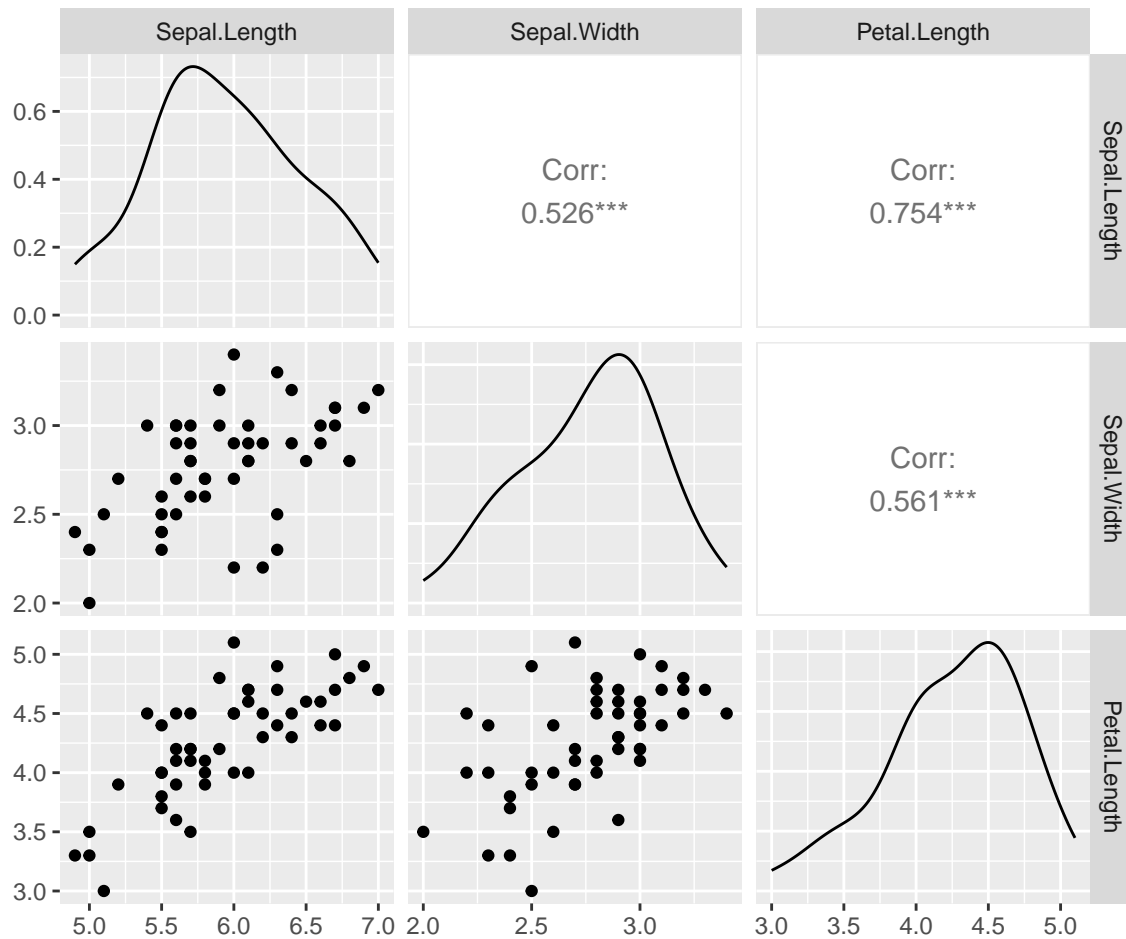 Sepal.Length
Sepal.Width
Petal.Length
0.6
0.4
0.2
0.0
Corr:
0.526***
Corr:
0.754***
Sepal.Length
3.0
2.5
2.0
Corr:
0.561***
Sepal.Width
5.0
4.5
4.0
3.5
3.0
Petal.Length
5.0 5.5 6.0 6.5 7.0
2.0 2.5 3.0
3.0 3.5 4.0 4.5 5.0